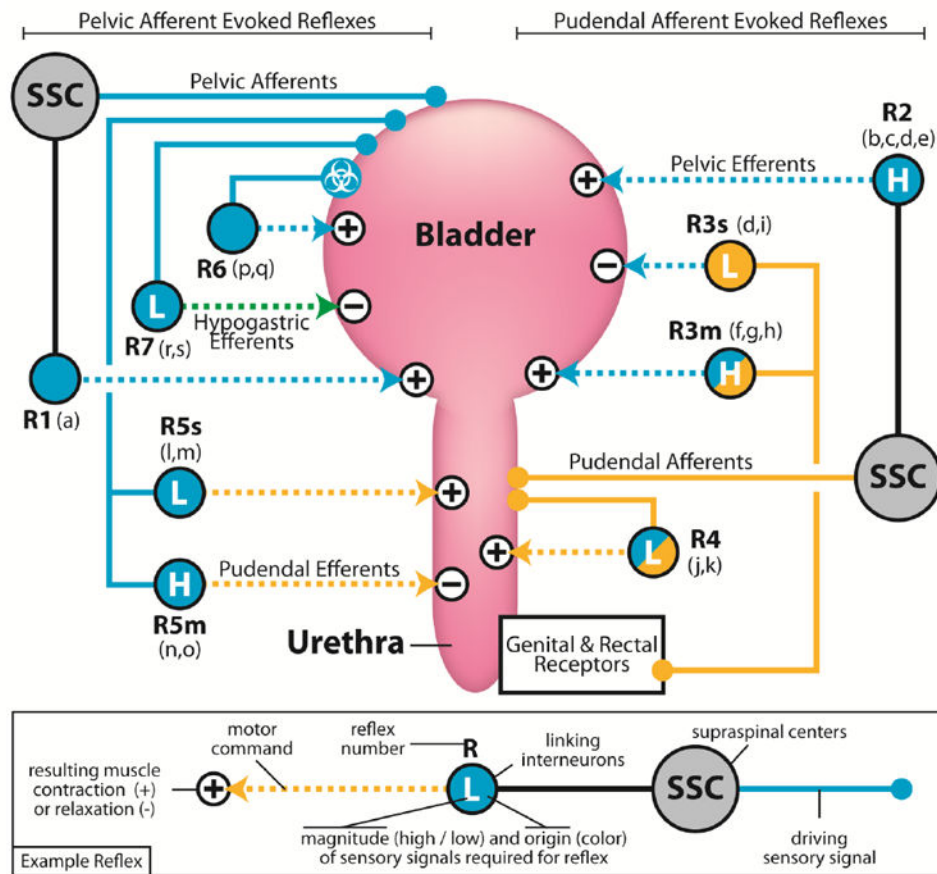 Pelvic Afferent Evoked Reflexes
Pudendal Afferent Evoked Reflexes
SSC
Pelvic Afferents
R2
(b,c,d,e)
H
Pelvic Efferents
+
R6 (p,q)
+
Bladder
R3s (d,i)
L
−
L
R7 (r,s)
Hypogastric
Efferents
−
R3m (f,g,h)
H
+
R1 (a)
+
R5s
(l,m)
L
+
Pudendal Afferents
SSC
R4
(j,k)
L
+
Pudendal Efferents
H
R5m
(n,o)
−
Urethra
Genital & Rectal
Receptors
motor
command
reflex
number
R
linking
interneurons
supraspinal centers
resulting muscle
contraction (+)
or relaxation (-)
+
L
SSC
magnitude (high / low) and origin (color)
of sensory signals required for reflex
driving
sensory signal
Example Reflex